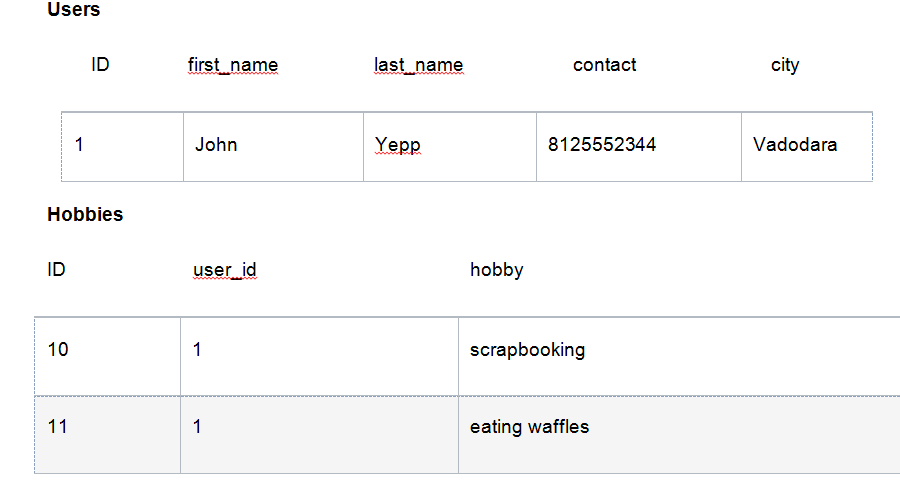 Users
ID first_name last_name contact city
1 John Yepp 8125552344 Vadodara
Hobbies
ID user_id hobby
10 1 scrapbooking
11 1 eating waffles